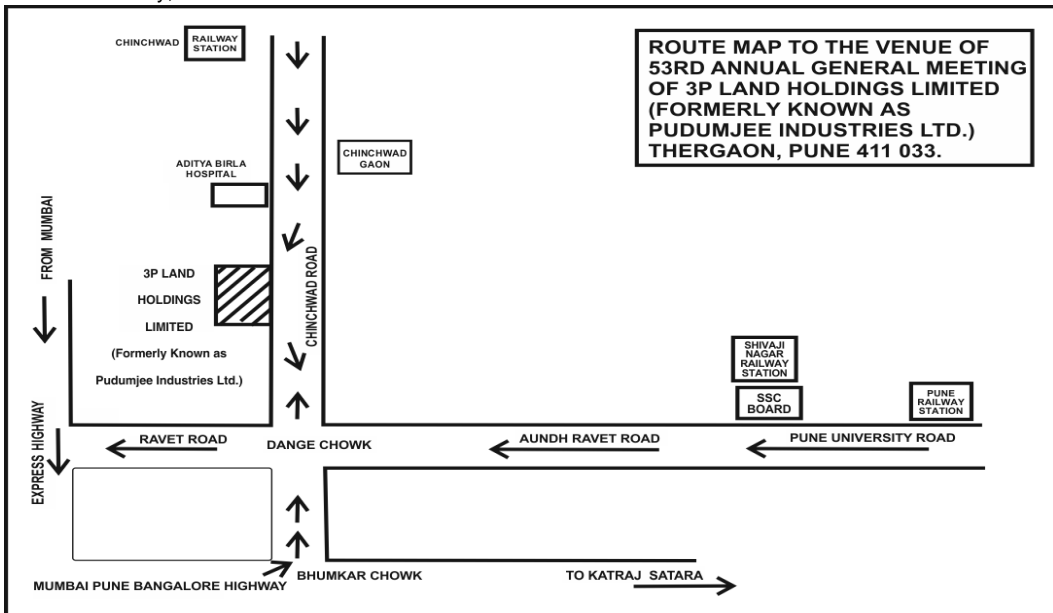 CHINCHWAD
RAILWAY
STATION
ROUTE MAP TO THE VENUE OF
53RD ANNUAL GENERAL MEETING
OF 3P LAND HOLDINGS LIMITED
(FORMERLY KNOWN AS
PUDUMJEE INDUSTRIES LTD.)
THERGAON, PUNE 411 033.
CHINCHWAD
GAON
ADITYA BIRLA
HOSPITAL
FROM MUMBAI
3P LAND
HOLDINGS
LIMITED
(Formerly Known as
Pudumjee Industries Ltd.)
CHINCHWAD ROAD
SHIVAJI
NAGAR
RAILWAY
STATION
SSC
BOARD
PUNE
RAILWAY
STATION
EXPRESS HIGHWAY
RAVET ROAD
DANGE CHOWK
AUNDH RAVET ROAD
PUNE UNIVERSITY ROAD
MUMBAI PUNE BANGALORE HIGHWAY
BHUMKAR CHOWK
TO KATRAJ SATARA